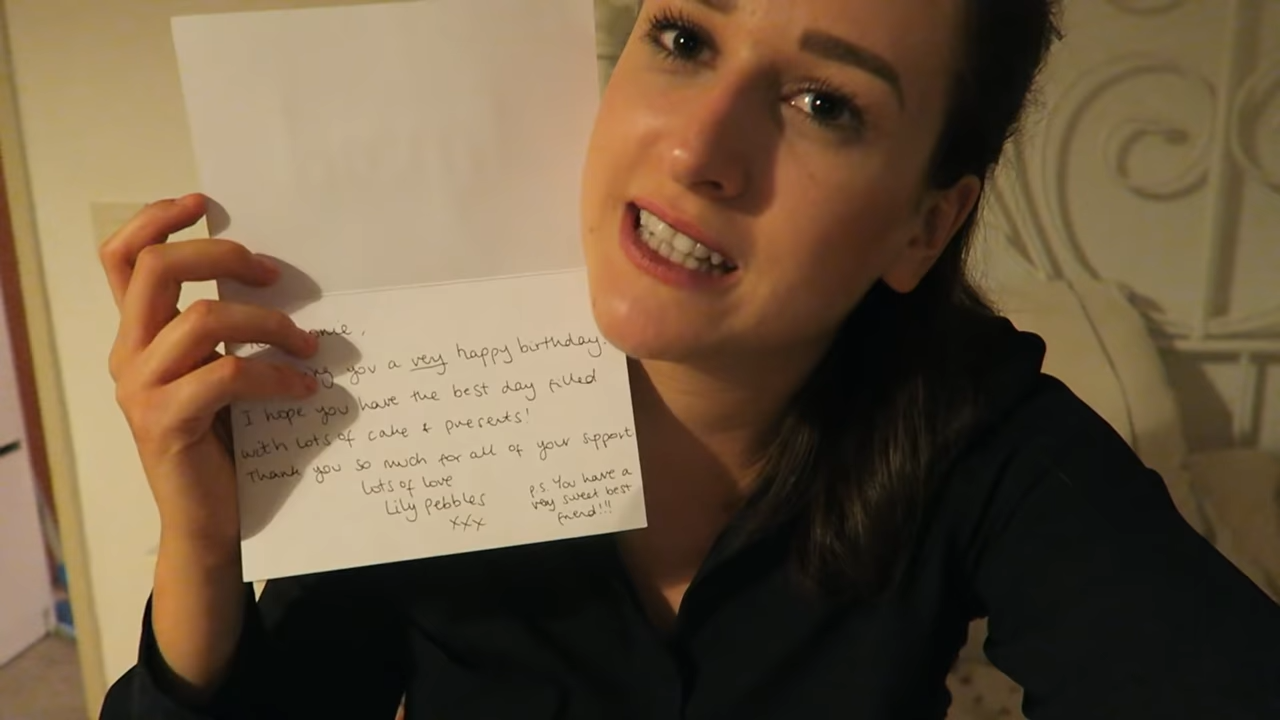 you a very happy birthday.
I hope you have the best day filled
with lots of cake & presents!
Thank you so much for all of your support
Lots of love
Lily Pebbles
xxx
p.s. You have a
very sweet best
friend!!!